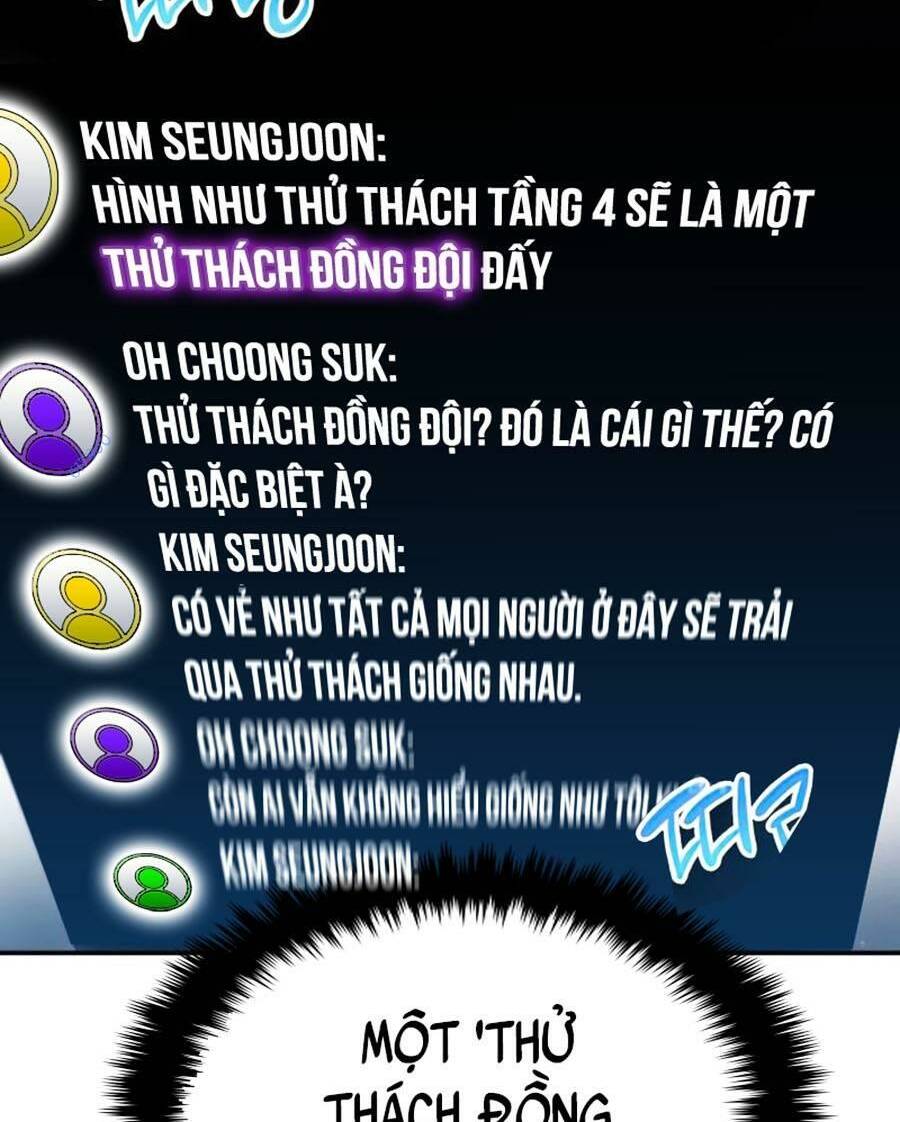 KIM SEUNGJOON:
HÌNH NHƯ THỬ THÁCH TẦNG 4 SẼ LÀ MỘT
THỬ THÁCH ĐỒNG ĐỘI ĐẤY
OH CHOONG SUK:
THỬ THÁCH ĐỒNG ĐỘI? ĐÓ LÀ CÁI GÌ THẾ? CÓ
GÌ ĐẶC BIỆT À?
KIM SEUNGJOON:
CÓ VẺ NHƯ TẤT CẢ MỌI NGƯỜI Ở ĐÂY SẼ TRẢI
QUA THỬ THÁCH GIỐNG NHAU.
OH CHOONG SUK:
CÒN AI VẪN KHÔNG HIỂU GIỐNG NHƯ TÔI
띠?
KIM SEUNGJOON:
MỘT 'THỬ
THÁCH ĐỒNG